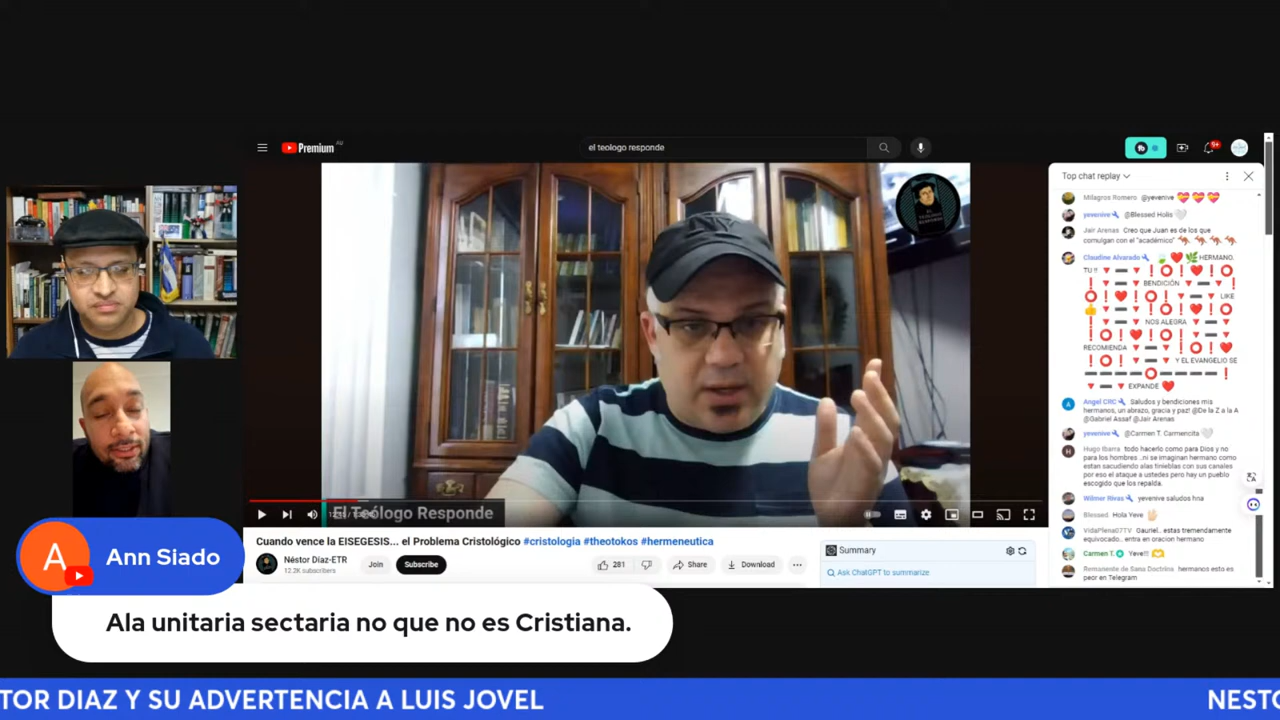 Premium AU
el teologo responde
9+
Top chat replay
Milagros Romero @yevenive
yevenive @Blessed Holis
Jair Arenas Creo que Juan es de los que
comulgan con el "académico"
Claudine Alvarado HERMANO.
TU !!
BENDICIÓN
LIKE
NOS ALEGRA
RECOMIENDA
Y EL EVANGELIO SE
EXPANDE
Angel CRC Saludos y bendiciones mis
hermanos, un abrazo, gracia y paz! @De la Z a la A
@Gabriel Assaf @Jair Arenas
yevenive @Carmen T. Carmencita
Hugo Ibarra todo hacerlo como para Dios y no
para los hombres ..ni se imaginan hermano como
estan sacudiendo alas tinieblas con sus canales
por eso el ataque a ustedes pero hay un pueblo
escogido que los repalda.
Wilmer Rivas yevenive saludos hna
Blessed. Hola Yeve
VidaPlena07TV Gauriel.. estas tremendamente
equivocado.. entra en oracion hermano
Carmen T. Yeve!!!
Remanente de Sana Doctrina hermanos esto es
peor en Telegram
EL TEÓLOGO RESPONDE
El Teólogo Responde
Cuando vence la EISEGESIS... el Problema Cristológico #cristologia #theotokos #hermeneutica
Néstor Díaz-ETR
12.2K subscribers
Join
Subscribe
281
Share
Download
Summary
Ask ChatGPT to summarize
A
Ann Siado
Ala unitaria sectaria no que no es Cristiana.
TOR DIAZ Y SU ADVERTENCIA A LUIS JOVEL
NESTO